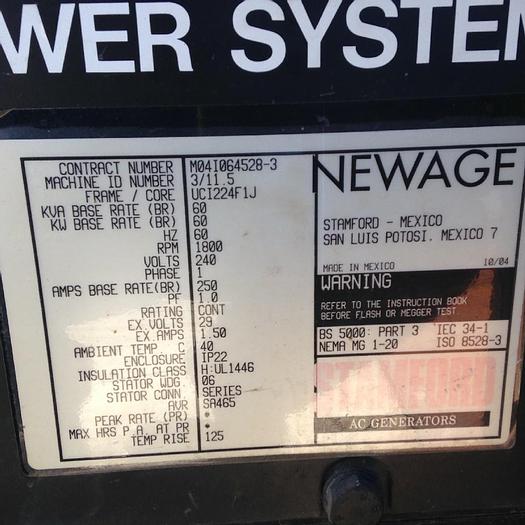 WER SYSTEM
CONTRACT NUMBER M04I064528-3
MACHINE ID NUMBER 3/11.5
FRAME / CORE UCI224F1J
KVA BASE RATE (BR) 60
KW BASE RATE (BR) 60
HZ 60
RPM 1800
VOLTS 240
PHASE 1
AMPS BASE RATE(BR) 250
PF 1.0
RATING CONT
EX VOLTS 29
EX AMPS 1.50
AMBIENT TEMP C 40
ENCLOSURE IP22
INSULATION CLASS H:UL1446
STATOR WDG. 06
STATOR CONN. SERIES
AVR SA465
PEAK RATE (PR) *
MAX HRS P A. AT PR *
TEMP RISE 125
NEWAGE
STAMFORD - MEXICO
SAN LUIS POTOSI. MEXICO 7
MADE IN MEXICO 10/04
WARNING
REFER TO THE INSTRUCTION BOOK
BEFORE FLASH OR MEGGER TEST
BS 5000: PART 3 IEC 34-1
NEMA MG 1-20 ISO 8528-3
STAMFORD
AC GENERATORS